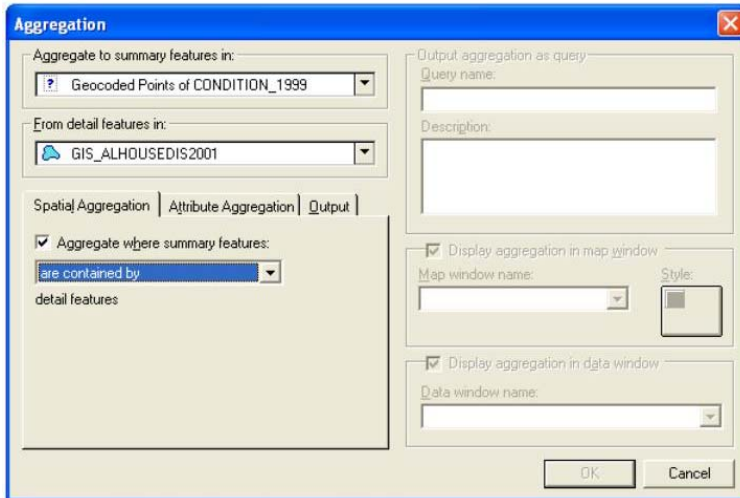 Aggregation
Aggregate to summary features in:
Geocoded Points of CONDITION_1999
From detail features in:
GIS_ALHOUSEDIS2001
Spatial Aggregation
Attribute Aggregation
Output
Aggregate where summary features:
are contained by
detail features
Output aggregation as query
Query name:
Description:
Display aggregation in map window
Map window name:
Style:
Display aggregation in data window
Data window name:
OK
Cancel